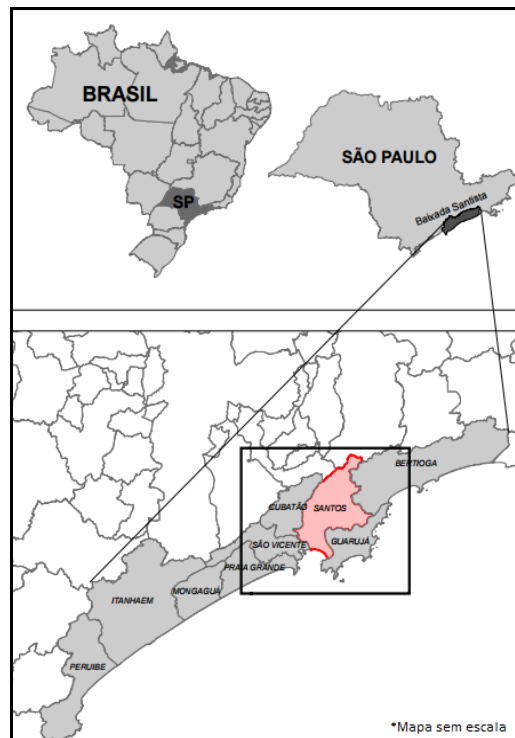 BRASIL
SP
SÃO PAULO
Baixada Santista
BERTIOGA
CUBATÃO
SANTOS
GUARUJÁ
SÃO VICENTE
PRAIA GRANDE
MONGAGUÁ
ITANHAEM
PERUIBE
*Mapa sem escala